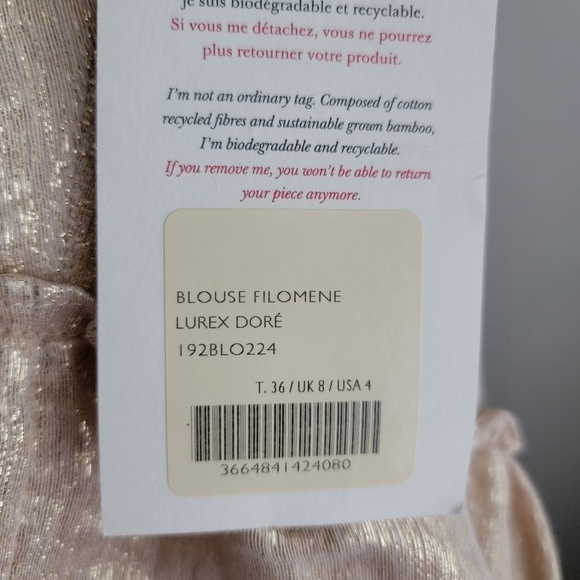 je suis biodégradable et recyclable.
Si vous me détachez, vous ne pourrez
plus retourner votre produit.
I'm not an ordinary tag. Composed of cotton
recycled fibres and sustainable grown bamboo,
I'm biodegradable and recyclable.
If you remove me, you won't be able to return
your piece anymore.
BLOUSE FILOMENE
LUREX DORÉ
192BLO224
T. 36 / UK 8 / USA 4
3664841424080